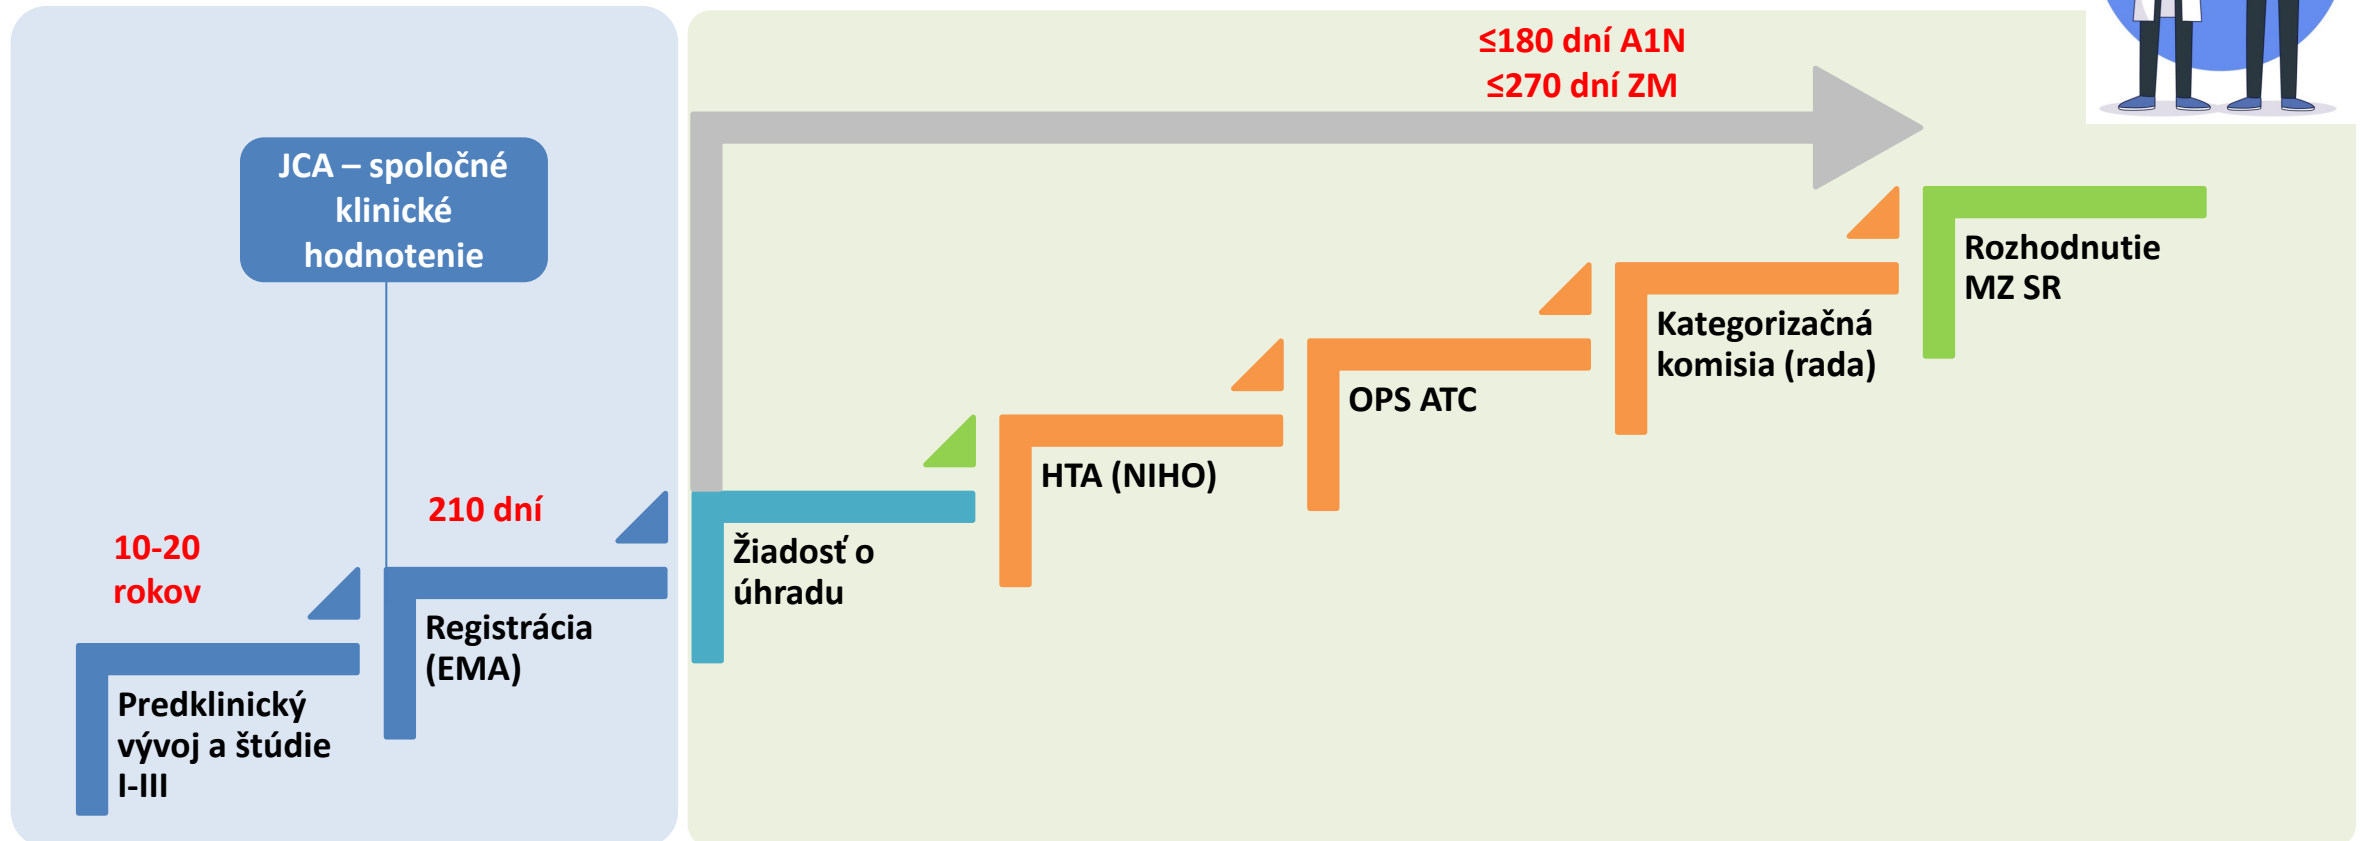 ≤180 dní A1N
≤270 dní ZM
JCA – spoločné
klinické
hodnotenie
10-20
rokov
210 dní
Predklinický
vývoj a štúdie
I-III
Registrácia
(EMA)
Žiadosť o
úhradu
HTA (NIHO)
OPS ATC
Kategorizačná
komisia (rada)
Rozhodnutie
MZ SR